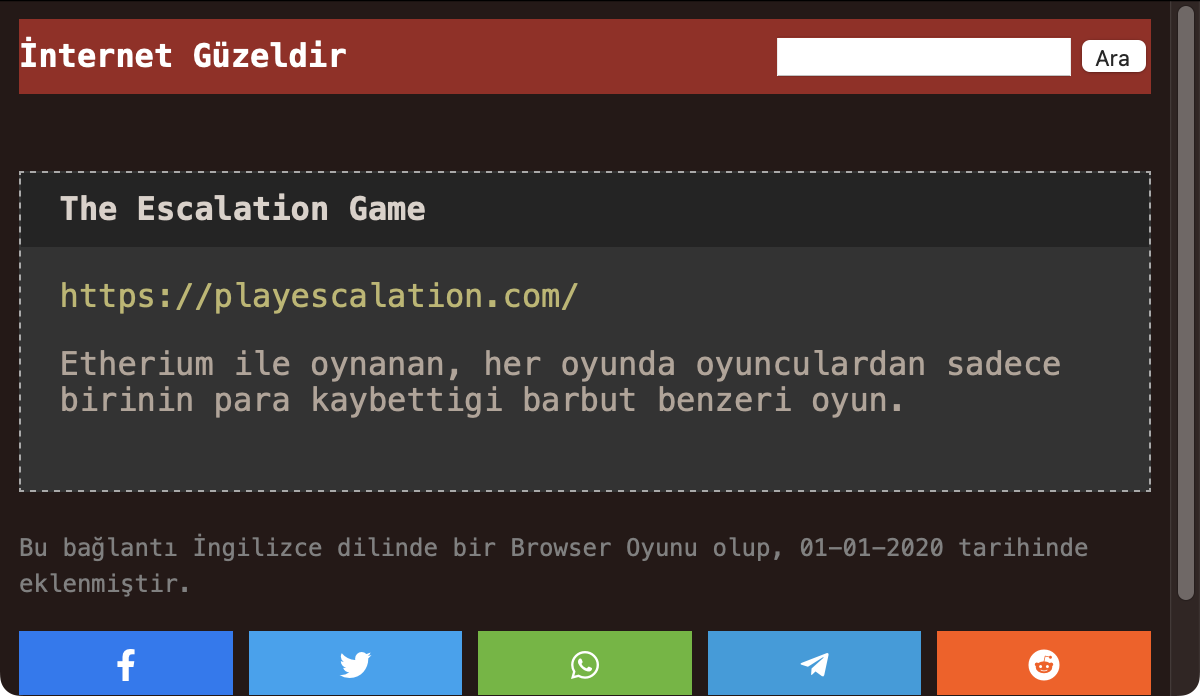 İnternet Güzeldir
Ara
The Escalation Game
https://playescalation.com/
Etherium ile oynanan, her oyunda oyunculardan sadece
birinin para kaybettigi barbut benzeri oyun.
Bu bağlantı İngilizce dilinde bir Browser Oyunu olup, 01-01-2020 tarihinde
eklenmiştir.